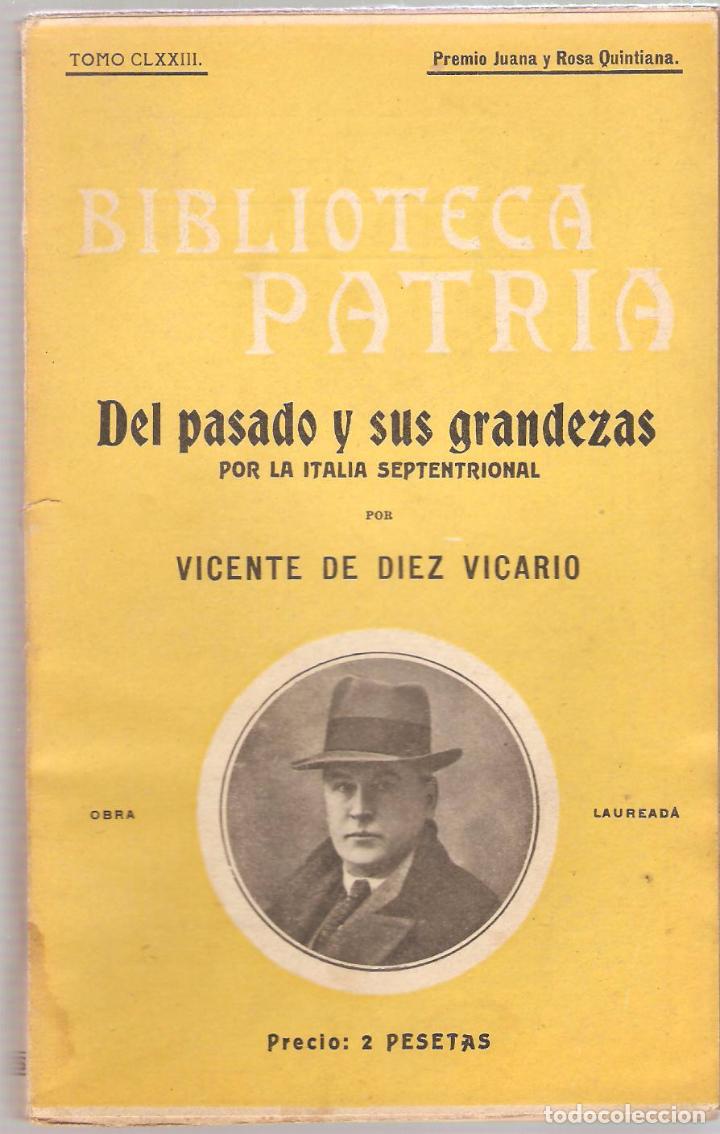 TOMO CLXXIII.
Premio Juana y Rosa Quintiana.
BIBLIOTECA
PATRIA
Del pasado y sus grandezas
POR LA ITALIA SEPTENTRIONAL
POR
VICENTE DE DIEZ VICARIO
OBRA
LAUREADA
Precio: 2 PESETAS
todocoleccion